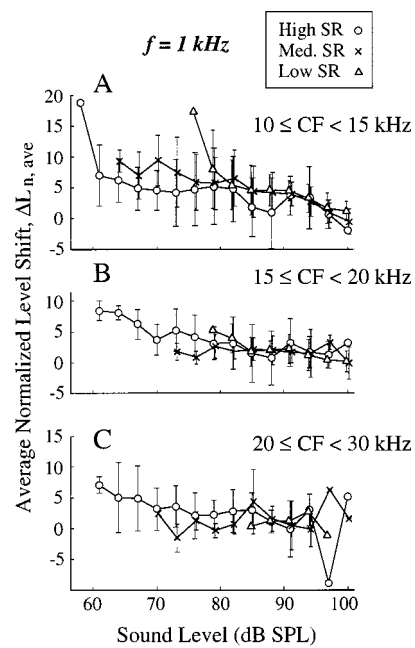 f = 1 kHz
High SR
Med. SR
Low SR
A
10 ≤ CF < 15 kHz
20
15
10
5
0
-5
B
15 ≤ CF < 20 kHz
10
5
0
-5
C
20 ≤ CF < 30 kHz
15
10
5
0
-5
60 70 80 90 100
Sound Level (dB SPL)
Average Normalized Level Shift, ΔL n, ave